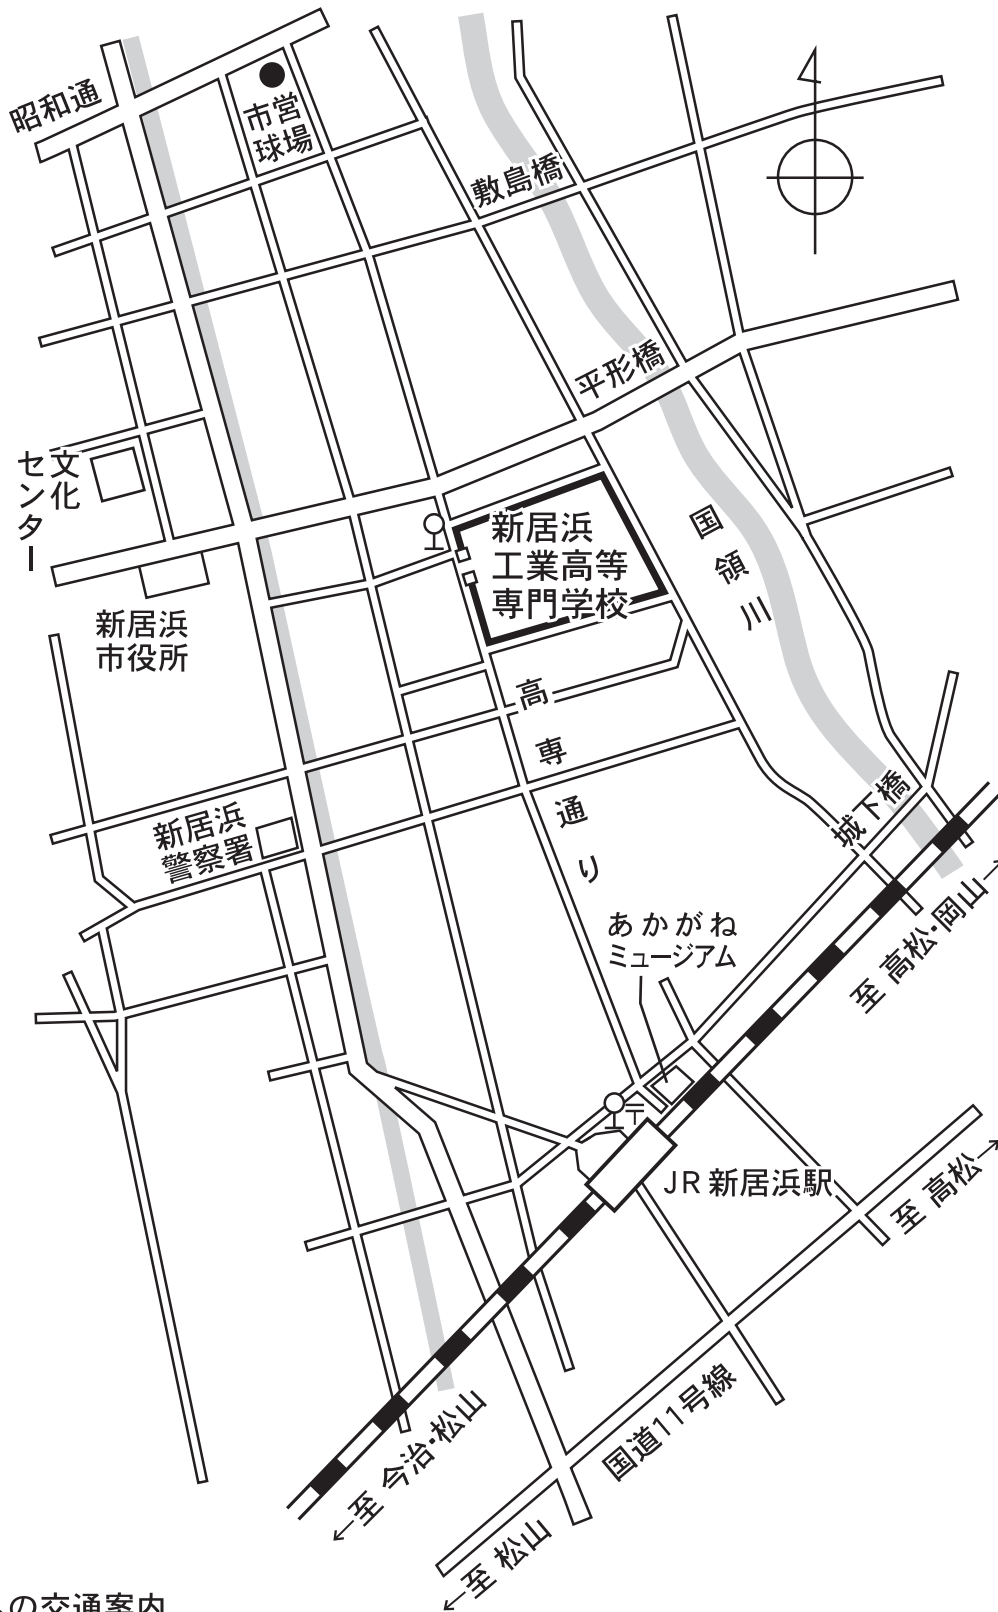 昭和通
市営
球場
敷島橋
平形橋
文化
センター
新居浜
工業高等
専門学校
国領川
新居浜
市役所
高専通り
新居浜
警察署
城下橋
あかがね
ミュージアム
至 高松・岡山→
〒
JR新居浜駅
至 高松→
←至 今治・松山
国道11号線
←至 松山
の交通案内